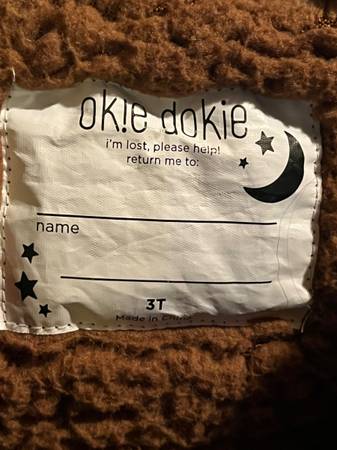 ok!e dokie
i'm lost, please help!
return me to:
name
3T
Made in China